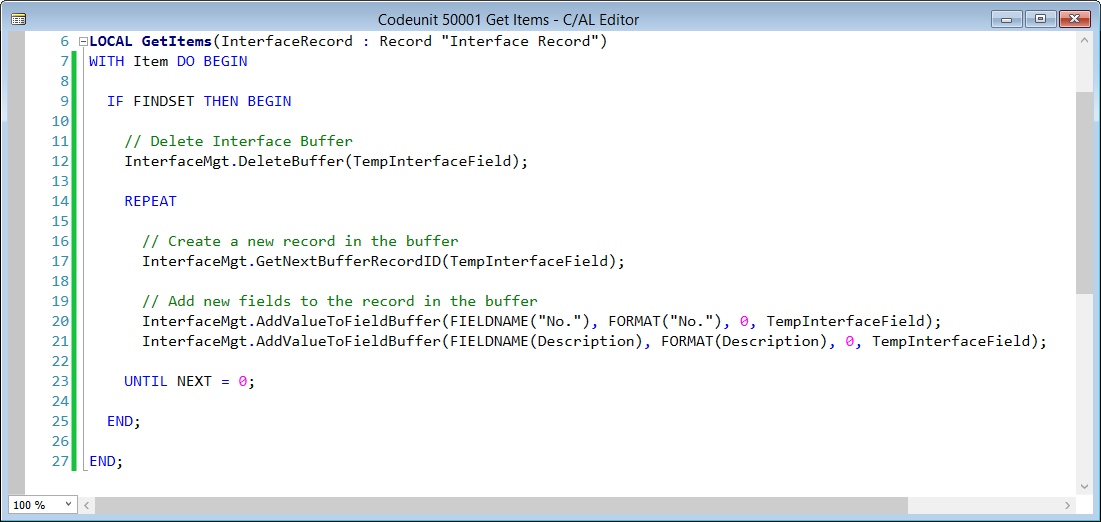 Codeunit 50001 Get Items - C/AL Editor
6 LOCAL GetItems(InterfaceRecord : Record "Interface Record")
7 WITH Item DO BEGIN
8
9 IF FINDSET THEN BEGIN
10
11 // Delete Interface Buffer
12 InterfaceMgt.DeleteBuffer(TempInterfaceField);
13
14 REPEAT
15
16 // Create a new record in the buffer
17 InterfaceMgt.GetNextBufferRecordID(TempInterfaceField);
18
19 // Add new fields to the record in the buffer
20 InterfaceMgt.AddValueToFieldBuffer(FIELDNAME("No."), FORMAT("No."), 0, TempInterfaceField);
21 InterfaceMgt.AddValueToFieldBuffer(FIELDNAME(Description), FORMAT(Description), 0, TempInterfaceField);
22
23 UNTIL NEXT = 0;
24
25 END;
26
27 END;
100 %